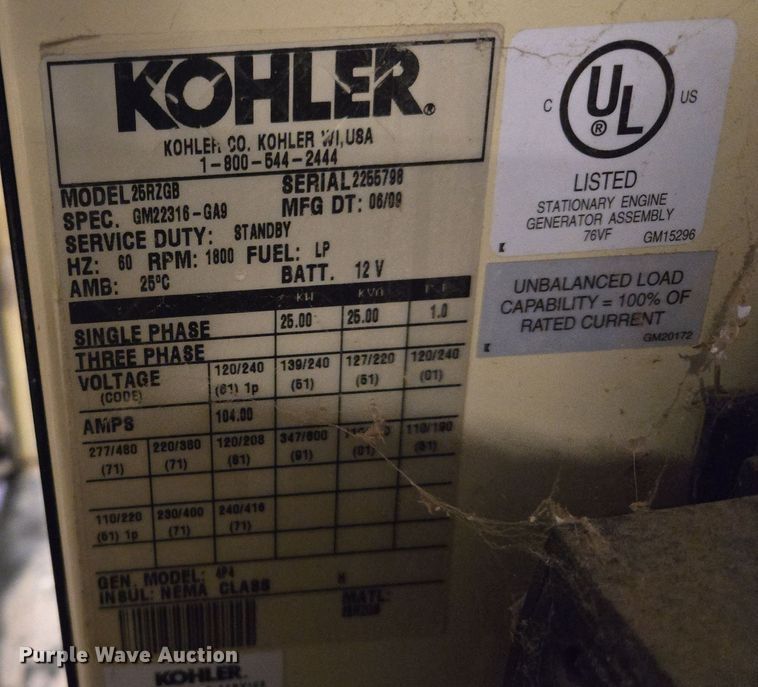 KOHLER®
KOHLER CO. KOHLER WI, USA
1-800-544-2444
MODEL 25RZGB SERIAL 2255798
SPEC. GM22316-GA9 MFG DT: 06/09
SERVICE DUTY: STANDBY
HZ: 60 RPM: 1800 FUEL: LP
AMB: 25°C BATT. 12 V
KW KVA P.F.
SINGLE PHASE 25.00 25.00 1.0
THREE PHASE
VOLTAGE 120/240 139/240 127/220 120/240
(CODE) (61) 1p (61) (61) (61)
AMPS 104.00
277/480 220/380 120/208 347/600 110/190
(71) (71) (61) (91) (61) (61)
110/220 230/400 240/416
(61) 1p (71) (71)
GEN. MODEL: 4P4
INSUL: NEMA CLASS H MATL:
KOHLER
C UL® US
LISTED
STATIONARY ENGINE
GENERATOR ASSEMBLY
76VF GM15296
UNBALANCED LOAD
CAPABILITY = 100% OF
RATED CURRENT
GM20172
Purple Wave Auction